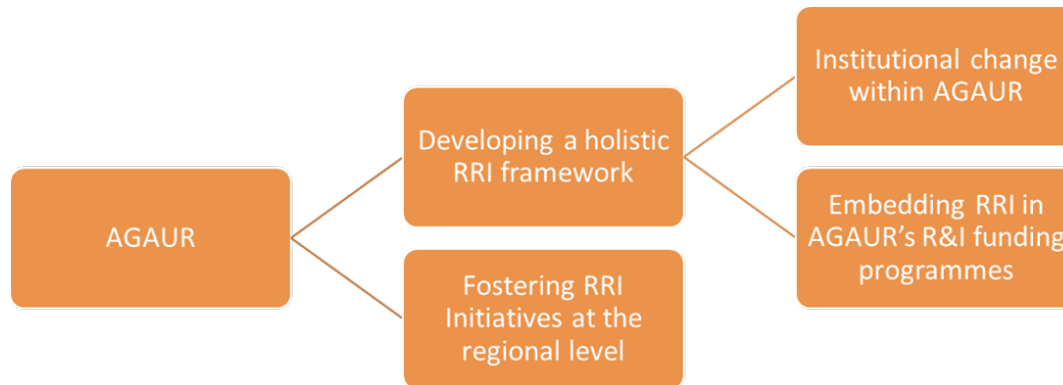 AGAUR
Developing a holistic
RRI framework
Fostering RRI
Initiatives at the
regional level
Institutional change
within AGAUR
Embedding RRI in
AGAUR’s R&I funding
programmes